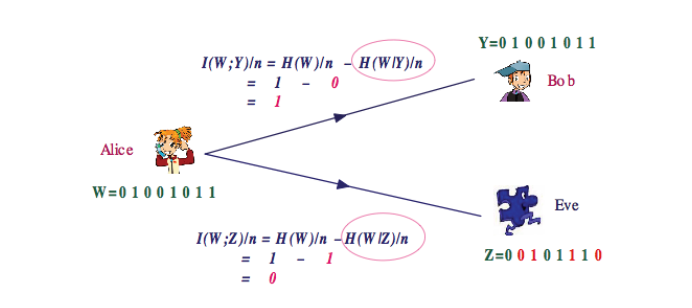 Y=0 1 0 0 1 0 1 1
I(W;Y)/n = H(W)/n − H(W|Y)/n
= 1 − 0
= 1
Bob
Alice
W=0 1 0 0 1 0 1 1
Eve
I(W;Z)/n = H(W)/n − H(W|Z)/n
= 1 − 1
= 0
Z=0 0 1 0 1 1 1 0